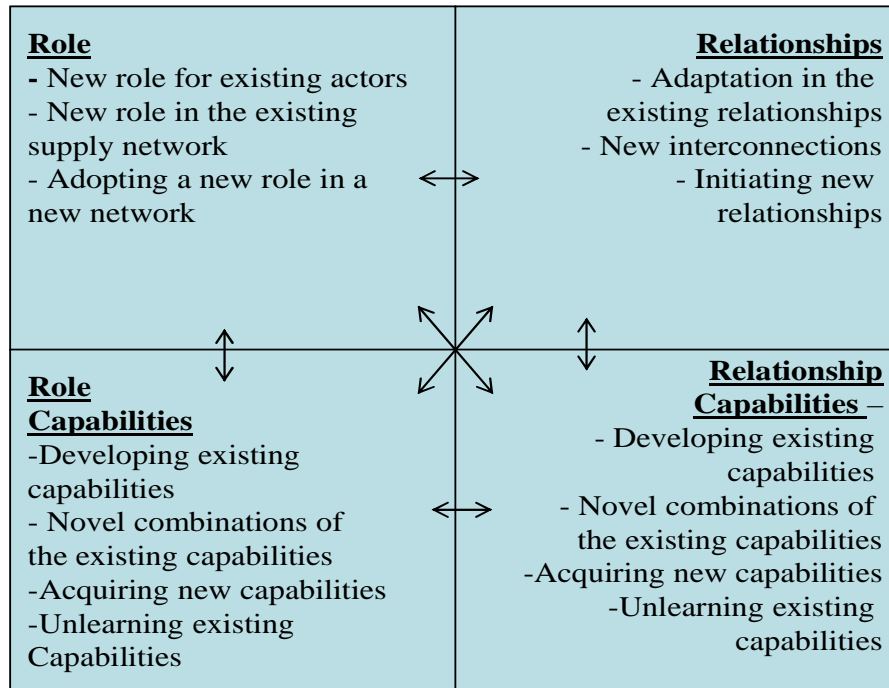 Role
- New role for existing actors
- New role in the existing
supply network
- Adopting a new role in a
new network
Relationships
- Adaptation in the
existing relationships
- New interconnections
- Initiating new
relationships
Role
Capabilities
-Developing existing
capabilities
- Novel combinations of
the existing capabilities
-Acquiring new capabilities
-Unlearning existing
Capabilities
Relationship
Capabilities –
- Developing existing
capabilities
- Novel combinations of
the existing capabilities
-Acquiring new capabilities
-Unlearning existing
capabilities